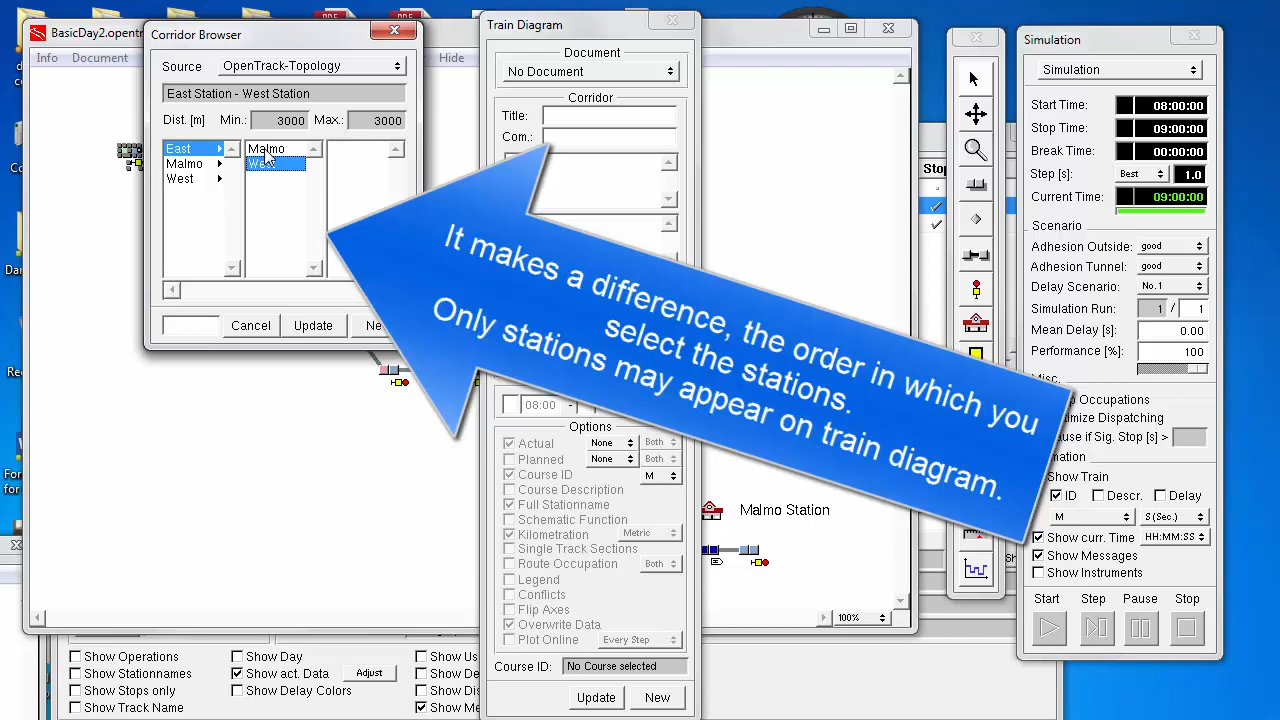 BasicDay2.opentr
Info
Document
Hide
Corridor Browser
Source
OpenTrack-Topology
East Station - West Station
Dist. [m]
Min.:
3000
Max.:
3000
East
Malmo
West
Malmo
Cancel
Update
Train Diagram
Document
No Document
Corridor
Title:
Com.:
It makes a difference, the order in which you
select the stations.
Only stations may appear on train diagram.
08:00
-
Options
Actual
None
Both
Planned
None
Both
Course ID
M
Course Description
Full Stationname
Schematic Function
Kilometration
Metric
Single Track Sections
Route Occupation
Both
Legend
Conflicts
Flip Axes
Overwrite Data
Plot Online
Every Step
Course ID:
No Course selected
Update
New
Malmo Station
100%
Stop
Simulation
Simulation
Start Time:
08:00:00
Stop Time:
09:00:00
Break Time:
00:00:00
Step [s]:
Best
1.0
Current Time:
09:00:00
Scenario
Adhesion Outside:
good
Adhesion Tunnel:
good
Delay Scenario:
No.1
Simulation Run:
1 / 1
Mean Delay [s]:
0.00
Performance [%]:
100
Occupations
Dispatching
if Sig. Stop [s] >
Show Train
ID
Descr.
Delay
M
S (Sec.)
Show curr. Time
HH:MM:SS
Show Messages
Show Instruments
Start
Step
Pause
Stop
Show Operations
Show Stationnames
Show Stops only
Show Track Name
Show Day
Show act. Data
Adjust
Show Delay Colors